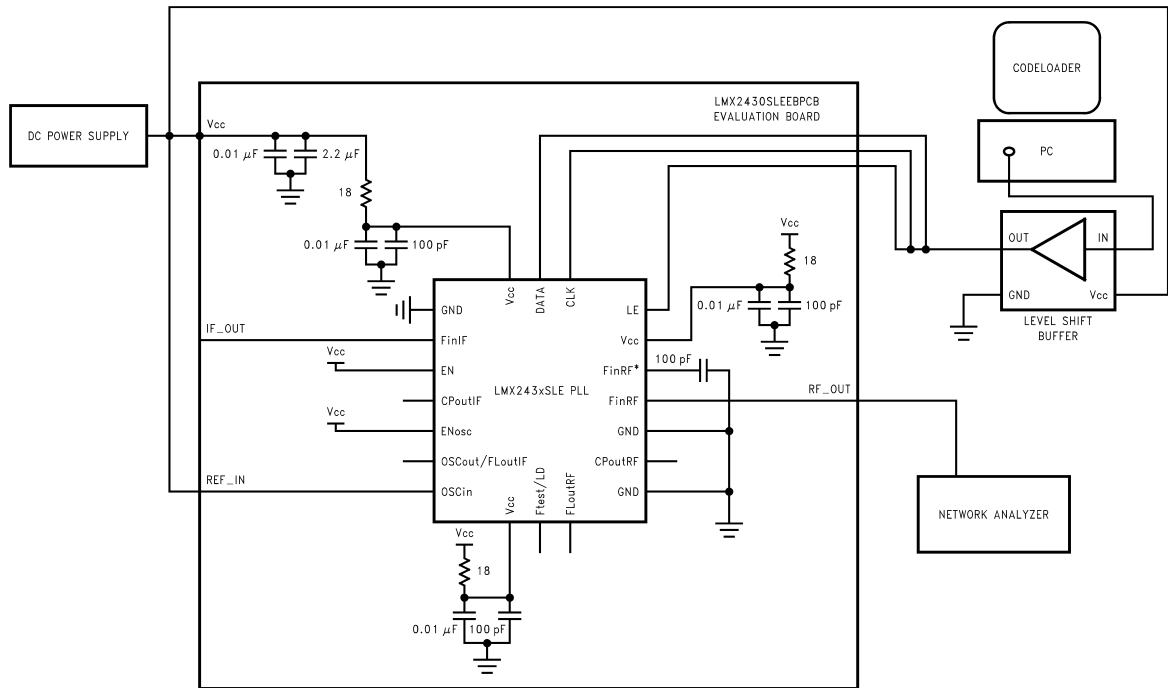 CODELOADER
LMX2430SLEEBPCB
EVALUATION BOARD
DC POWER SUPPLY
Vcc
0.01 µF
2.2 µF
PC
18
Vcc
OUT
IN
0.01 µF
100 pF
18
GND
Vcc
LEVEL SHIFT
BUFFER
Vcc
DATA
CLK
0.01 µF
100 pF
GND
LE
IF_OUT
FinIF
Vcc
Vcc
EN
100 pF
FinRF*
LMX243xSLE PLL
RF_OUT
CPoutIF
FinRF
Vcc
ENosc
GND
OSCout/FLoutIF
CPoutRF
REF_IN
OSCin
GND
Vcc
Ftest/LD
FLoutRF
NETWORK ANALYZER
Vcc
18
0.01 µF
100 pF